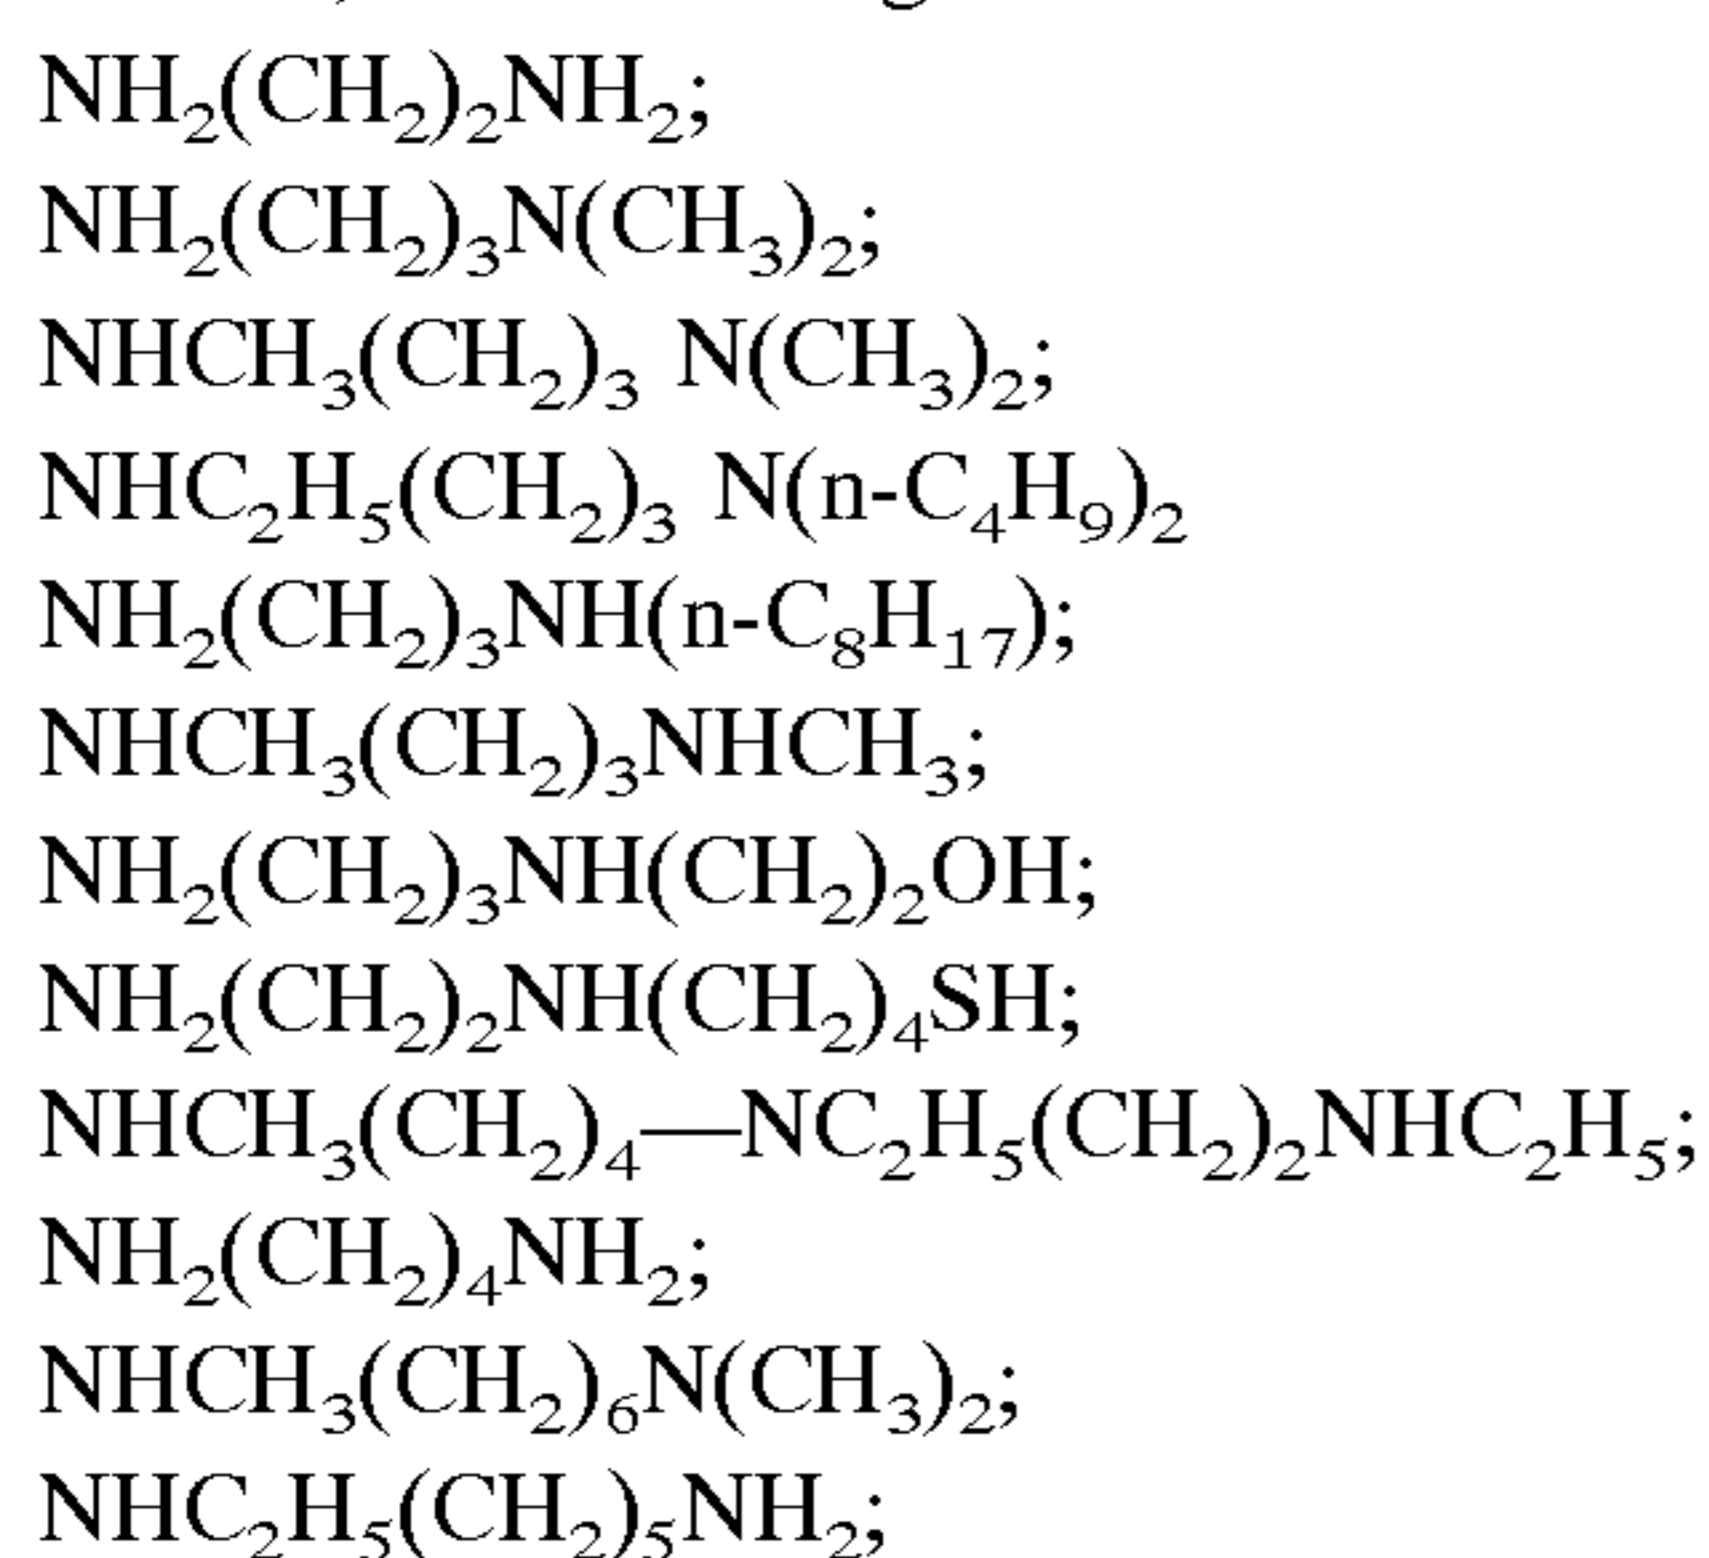 NH₂(CH₂)₂NH₂;
NH₂(CH₂)₃N(CH₃)₂;
NHCH₃(CH₂)₃ N(CH₃)₂;
NHC₂H₅(CH₂)₃ N(n-C₄H₉)₂
NH₂(CH₂)₃NH(n-C₈H₁₇);
NHCH₃(CH₂)₃NHCH₃;
NH₂(CH₂)₃NH(CH₂)₂OH;
NH₂(CH₂)₂NH(CH₂)₄SH;
NHCH₃(CH₂)₄—NC₂H₅(CH₂)₂NHC₂H₅;
NH₂(CH₂)₄NH₂;
NHCH₃(CH₂)₆N(CH₃)₂;
NHC₂H₅(CH₂)₅NH₂;